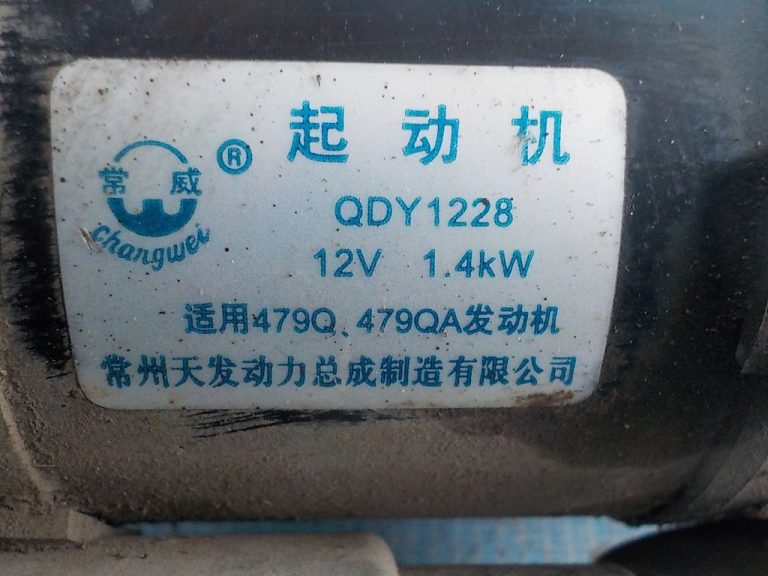 起动机
常威
changwei
®
QDY1228
12V 1.4kW
适用479Q、479QA发动机
常州天发动力总成制造有限公司